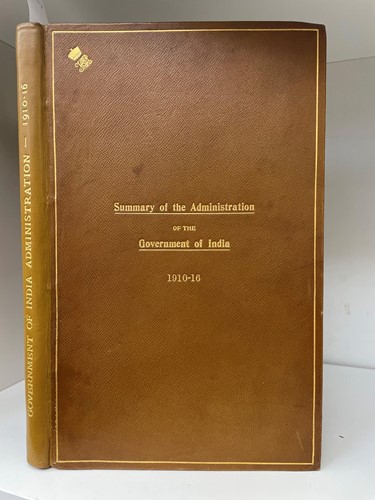 GOVERNMENT OF INDIA ADMINISTRATION — 1910-16
Summary of the Administration
OF THE
Government of India
1910-16